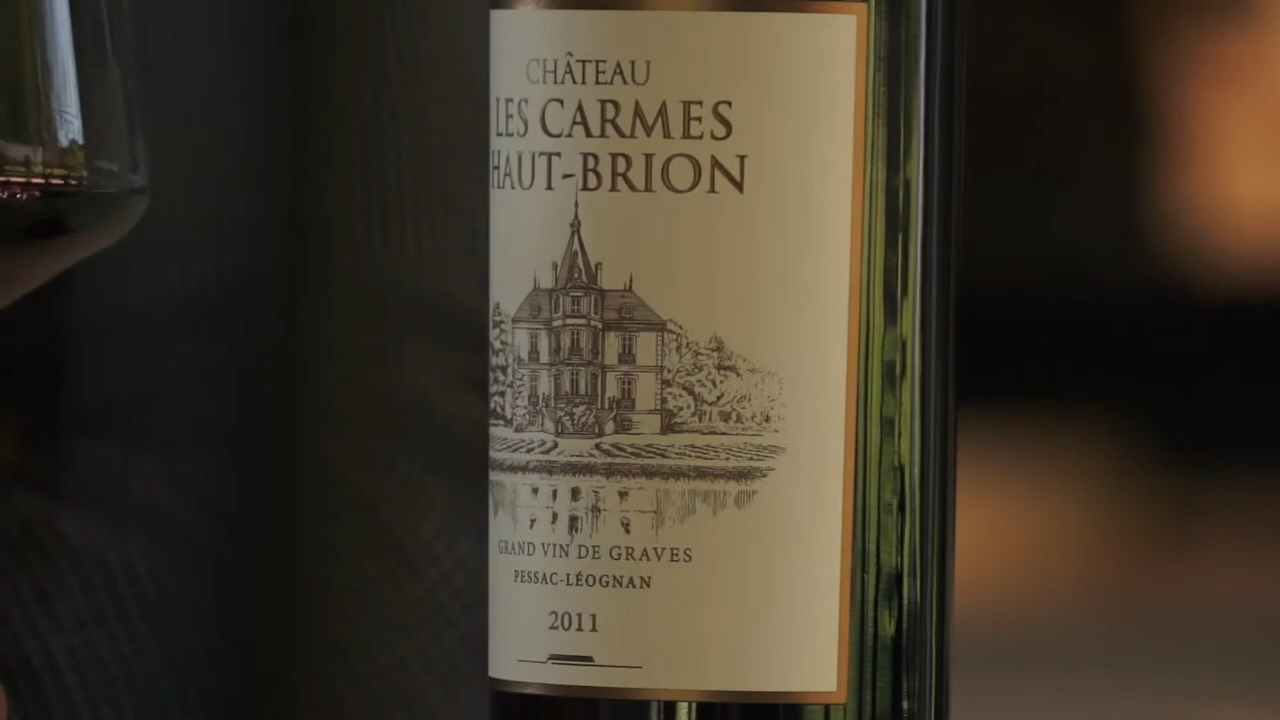 CHÂTEAU
LES CARMES
HAUT-BRION
GRAND VIN DE GRAVES
PESSAC-LÉOGNAN
2011